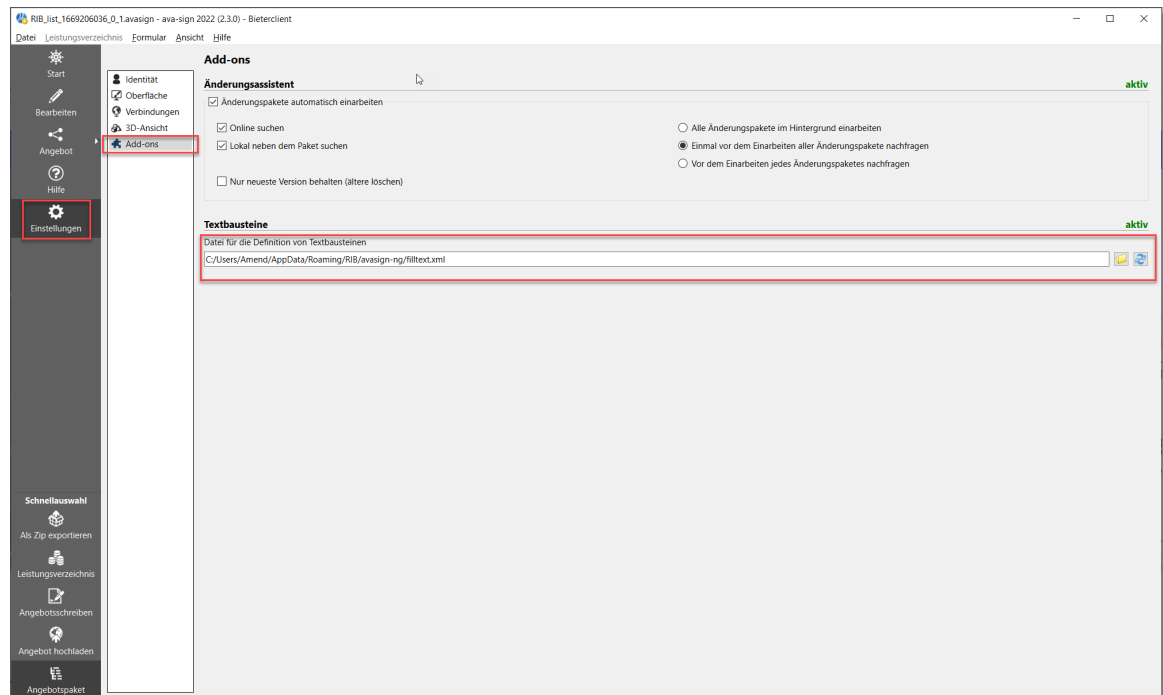 RIB_list_1669206036_0_1.avasign - ava-sign 2022 (2.3.0) - Bieterclient
Datei Leistungsverzeichnis Formular Ansicht Hilfe
Start
Bearbeiten
Angebot
Hilfe
Einstellungen
Schnellauswahl
Als Zip exportieren
Leistungsverzeichnis
Angebotsschreiben
Angebot hochladen
Angebotspaket
Identität
Oberfläche
Verbindungen
3D-Ansicht
Add-ons
Add-ons
Änderungsassistent aktiv
Änderungspakete automatisch einarbeiten
Online suchen
Lokal neben dem Paket suchen
Nur neueste Version behalten (ältere löschen)
Alle Änderungspakete im Hintergrund einarbeiten
Einmal vor dem Einarbeiten aller Änderungspakete nachfragen
Vor dem Einarbeiten jedes Änderungspaketes nachfragen
Textbausteine aktiv
Datei für die Definition von Textbausteinen
C:/Users/Amend/AppData/Roaming/RIB/avasign-ng/filltext.xml